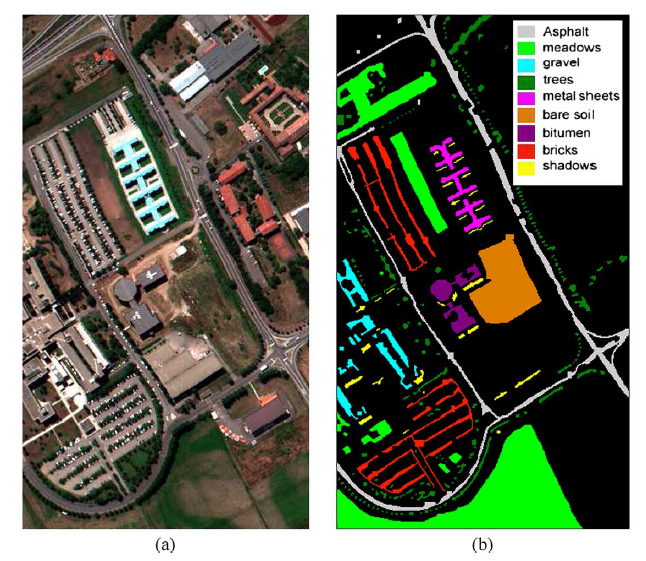 Asphalt
meadows
gravel
trees
metal sheets
bare soil
bitumen
bricks
shadows
(a)
(b)